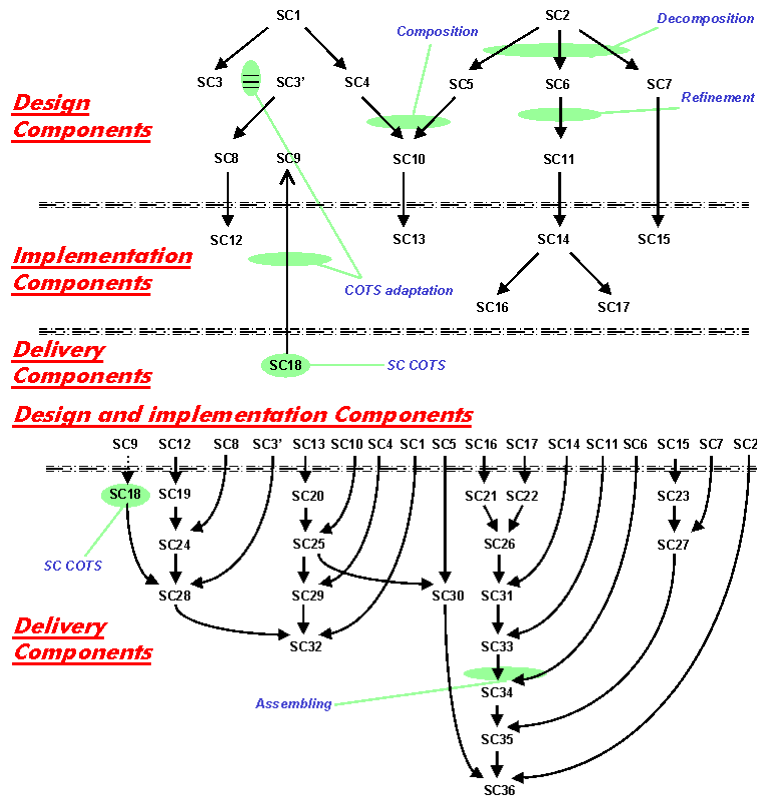 SC1
SC2
Composition
Decomposition
SC3
SC3’
SC4
SC5
SC6
SC7
Design
Components
Refinement
SC8
SC9
SC10
SC11
SC12
SC13
SC14
SC15
Implementation
Components
COTS adaptation
SC16
SC17
Delivery
Components
SC18
SC COTS
Design and implementation Components
SC9 SC12 SC8 SC3’ SC13 SC10 SC4 SC1 SC5 SC16 SC17 SC14 SC11 SC6 SC15 SC7 SC2
SC18 SC19 SC20 SC21 SC22 SC23
SC24 SC25 SC26 SC27
SC COTS
SC28 SC29 SC30 SC31
Delivery
Components
SC32 SC33
SC34
Assembling
SC35
SC36